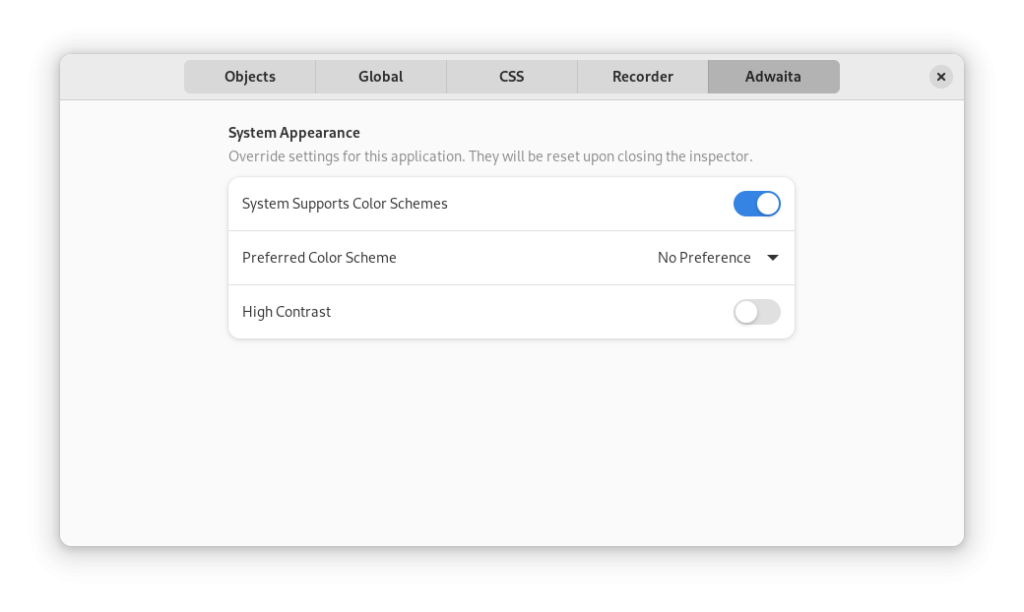 Objects Global CSS Recorder Adwaita
System Appearance
Override settings for this application. They will be reset upon closing the inspector.
System Supports Color Schemes
Preferred Color Scheme No Preference
High Contrast